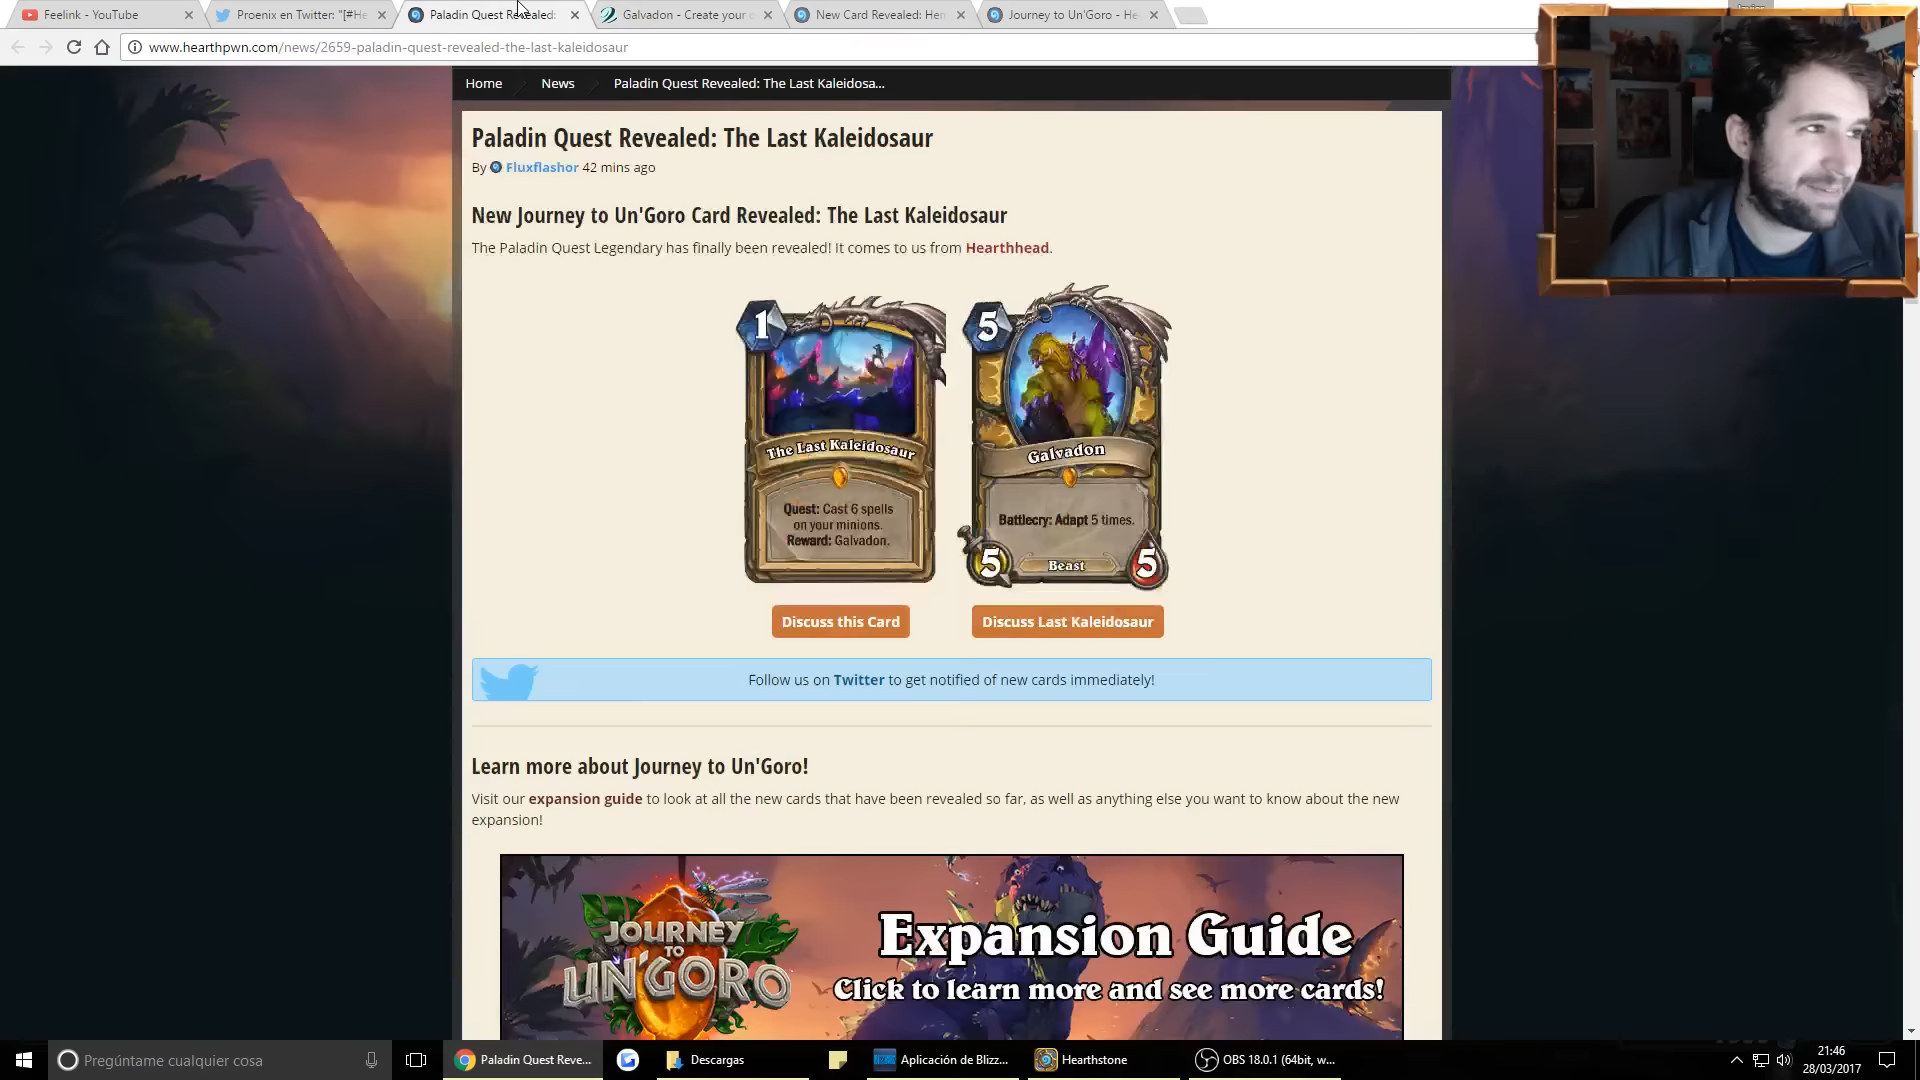 Feelink - YouTube
Proenix en Twitter: "[#He
Paladin Quest Revealed:
Galvadon - Create your
New Card Revealed: Hem
Journey to Un'Goro - He
www.hearthpwn.com/news/2659-paladin-quest-revealed-the-last-kaleidosaur
Home
News
Paladin Quest Revealed: The Last Kaleidosa...
Paladin Quest Revealed: The Last Kaleidosaur
By Fluxflashor 42 mins ago
New Journey to Un'Goro Card Revealed: The Last Kaleidosaur
The Paladin Quest Legendary has finally been revealed! It comes to us from Hearthhead.
1
The Last Kaleidosaur
Quest: Cast 6 spells
on your minions.
Reward: Galvadon.
5
Galvadon
Battlecry: Adapt 5 times.
5
Beast
5
Discuss this Card
Discuss Last Kaleidosaur
Follow us on Twitter to get notified of new cards immediately!
Learn more about Journey to Un'Goro!
Visit our expansion guide to look at all the new cards that have been revealed so far, as well as anything else you want to know about the new
expansion!
JOURNEY
TO
UN'GORO
Expansion Guide
Click to learn more and see more cards!
Pregúntame cualquier cosa
Paladin Quest Reve...
Descargas
Aplicación de Blizz...
Hearthstone
OBS 18.0.1 (64bit, w...
21:46
28/03/2017